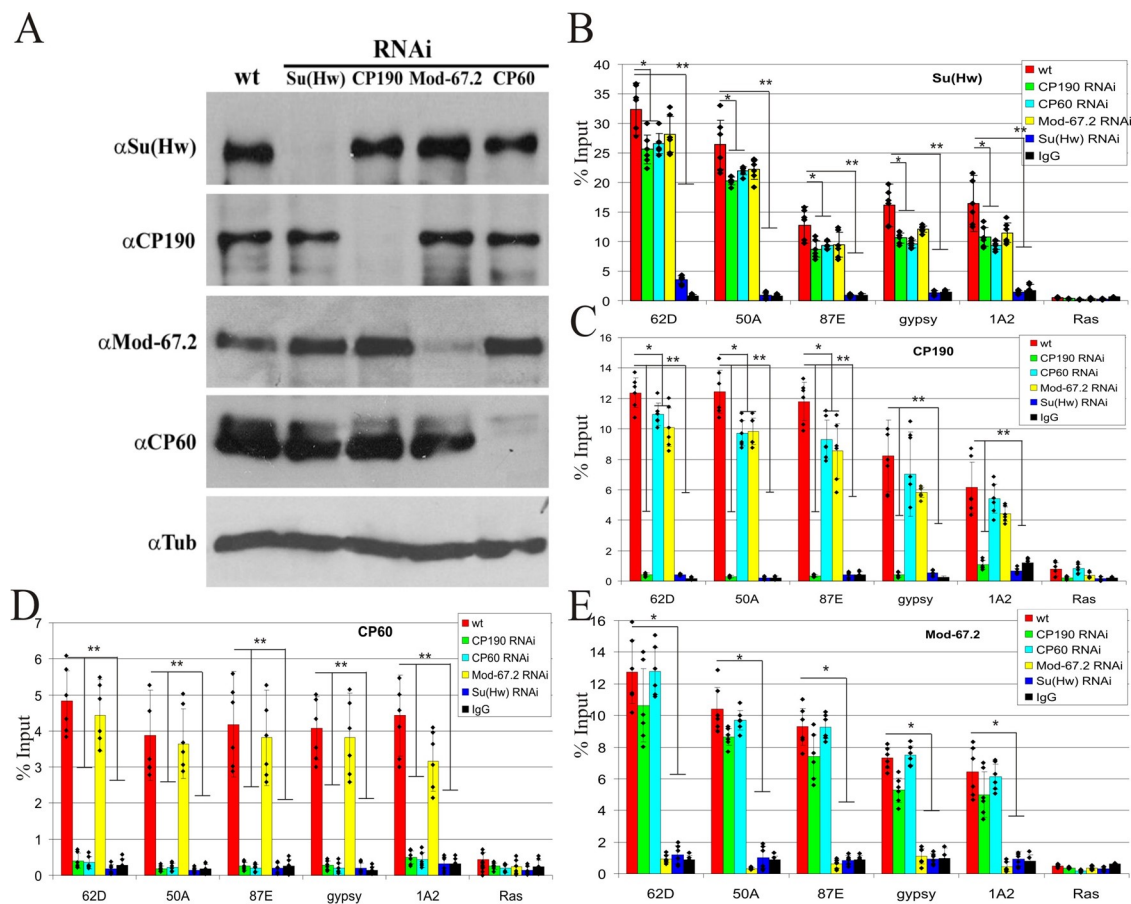 A
RNAi
wt Su(Hw) CP190 Mod-67.2 CP60
αSu(Hw)
αCP190
αMod-67.2
αCP60
αTub
B
Su(Hw)
% Input
40
35
30
25
20
15
10
5
0
* ** * ** * ** * ** * **
wt
CP190 RNAi
CP60 RNAi
Mod-67.2 RNAi
Su(Hw) RNAi
IgG
62D 50A 87E gypsy 1A2 Ras
C
CP190
% Input
16
14
12
10
8
6
4
2
0
* ** * ** * ** ** **
wt
CP190 RNAi
CP60 RNAi
Mod-67.2 RNAi
Su(Hw) RNAi
IgG
62D 50A 87E gypsy 1A2 Ras
D
CP60
% Input
7
6
5
4
3
2
1
0
** ** ** ** **
wt
CP190 RNAi
CP60 RNAi
Mod-67.2 RNAi
Su(Hw) RNAi
IgG
62D 50A 87E gypsy 1A2 Ras
E
Mod-67.2
% Input
16
14
12
10
8
6
4
2
0
* * * * *
wt
CP190 RNAi
CP60 RNAi
Mod-67.2 RNAi
Su(Hw) RNAi
IgG
62D 50A 87E gypsy 1A2 Ras